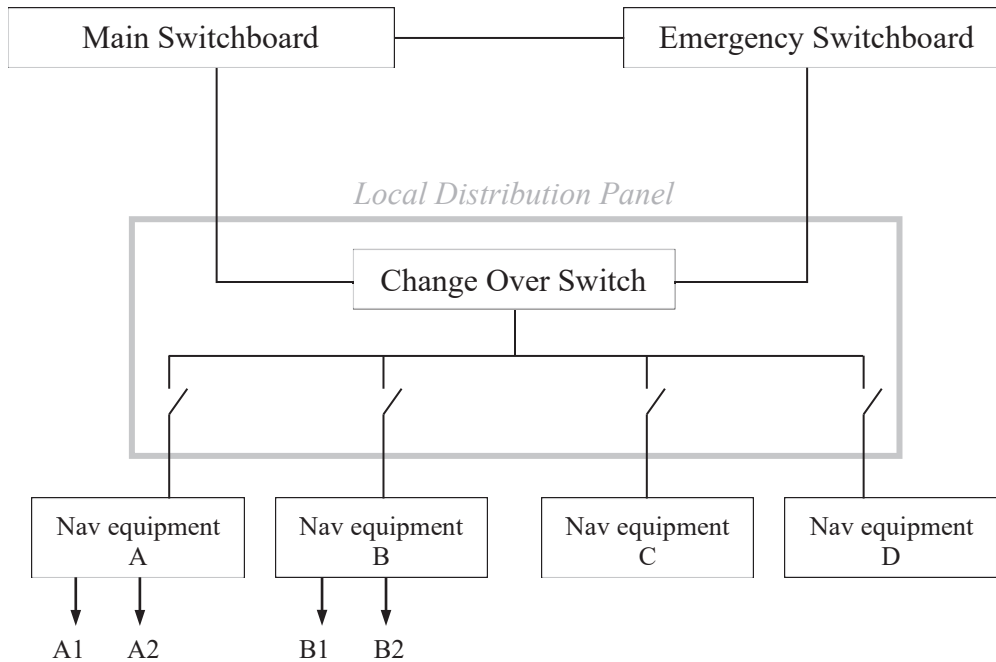 Main Switchboard
Emergency Switchboard
Local Distribution Panel
Change Over Switch
Nav equipment
A
Nav equipment
B
Nav equipment
C
Nav equipment
D
A1
A2
B1
B2